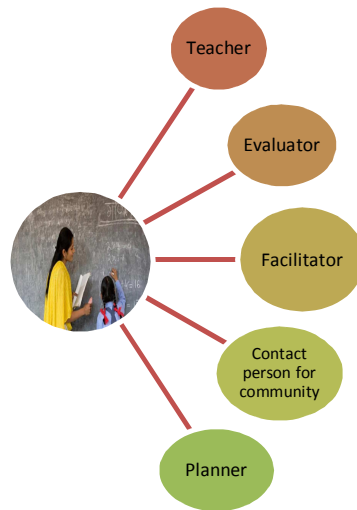 Teacher
Evaluator
Facilitator
Contact
person for
community
Planner